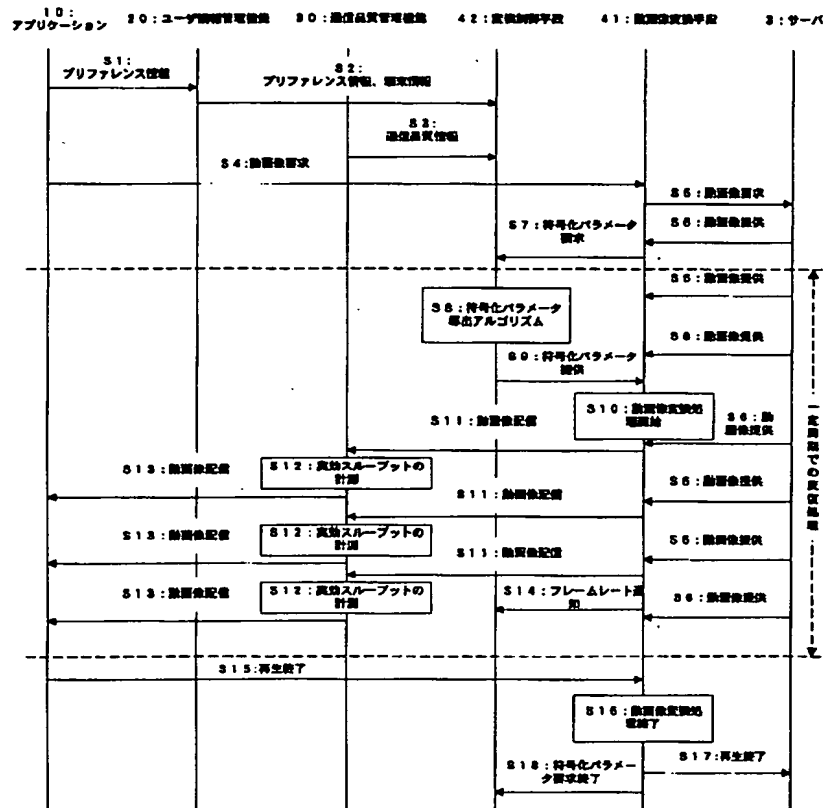 10:
アプリケーション
20:ユーザ情報管理機能
30:通信品質管理機能
42:変換制御手段
41:動画像変換手段
3:サーバ
S1:
プリファレンス情報
S2:
プリファレンス情報、端末情報
S3:
通信品質情報
S4:動画像要求
S5:動画像要求
S6:動画像提供
S7:符号化パラメータ
要求
S6:動画像提供
S8:符号化パラメータ
導出アルゴリズム
S6:動画像提供
S9:符号化パラメータ
提供
S10:動画像変換処
理開始
S6:動
画像提供
S11:動画像配信
S12:実効スループットの
計測
S13:動画像配信
S6:動画像提供
S11:動画像配信
S12:実効スループットの
計測
S13:動画像配信
S6:動画像提供
S11:動画像配信
S12:実効スループットの
計測
S13:動画像配信
S14:フレームレート通
知
S6:動画像提供
一定周期での変換処理
S15:再生終了
S16:動画像変換処
理終了
S17:再生終了
S18:符号化パラメー
タ要求終了